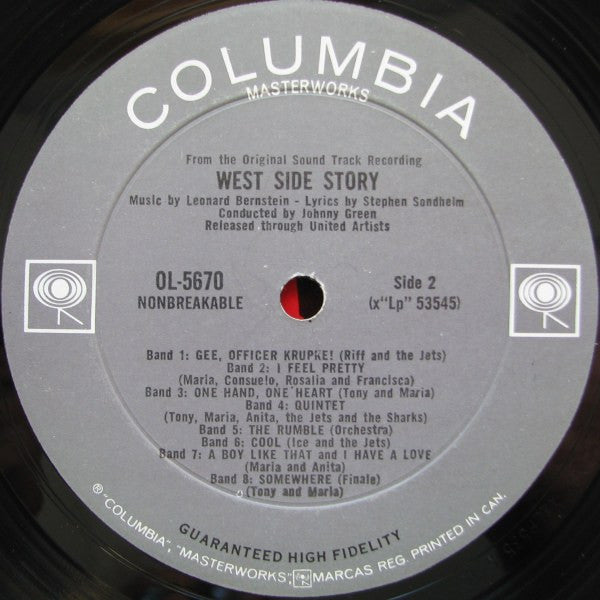 COLUMBIA
MASTERWORKS
From the Original Sound Track Recording
WEST SIDE STORY
Music by Leonard Bernstein - Lyrics by Stephen Sondheim
Conducted by Johnny Green
Released through United Artists
OL-5670
NONBREAKABLE
Side 2
(x"Lp" 53545)
Band 1: GEE, OFFICER KRUPKE! (Riff and the Jets)
Band 2: I FEEL PRETTY
(Maria, Consuelo, Rosalia and Francisca)
Band 3: ONE HAND, ONE HEART (Tony and Maria)
Band 4: QUINTET
(Tony, Maria, Anita, the Jets and the Sharks)
Band 5: THE RUMBLE (Orchestra)
Band 6: COOL (Ice and the Jets)
Band 7: A BOY LIKE THAT and I HAVE A LOVE
(Maria and Anita)
Band 8: SOMEWHERE (Finale)
(Tony and Maria)
GUARANTEED HIGH FIDELITY
® "COLUMBIA", "MASTERWORKS", MARCAS REG. PRINTED IN CAN.